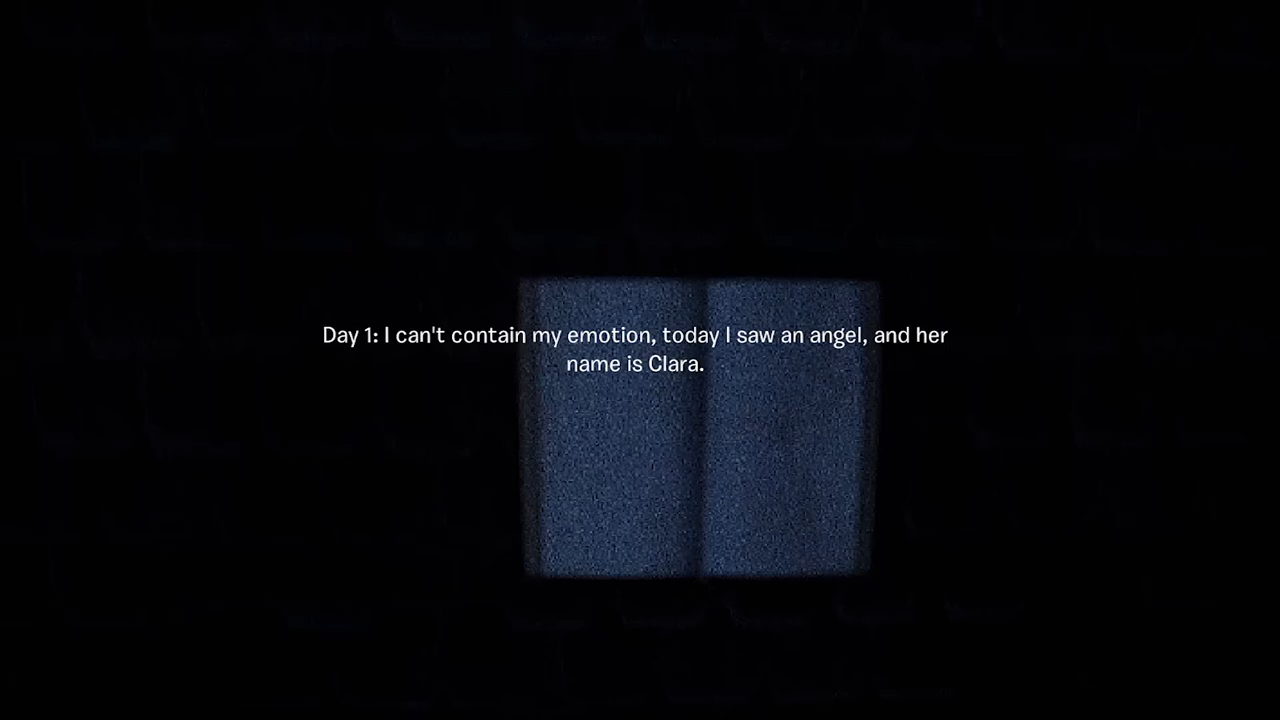 Day 1: I can't contain my emotion, today I saw an angel, and her
name is Clara.